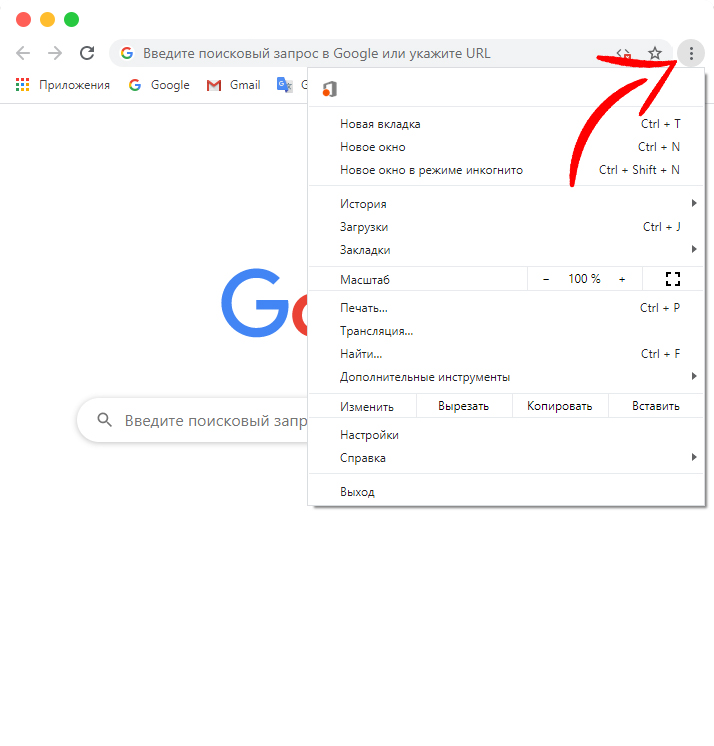 Введите поисковый запрос в Google или укажите URL
Приложения Google Gmail
Новая вкладка Ctrl + T
Новое окно Ctrl + N
Новое окно в режиме инкогнито Ctrl + Shift + N
История
Загрузки Ctrl + J
Закладки
Масштаб − 100 % +
Печать... Ctrl + P
Трансляция...
Найти... Ctrl + F
Дополнительные инструменты
Изменить Вырезать Копировать Вставить
Введите поисковый запр
Настройки
Справка
Выход